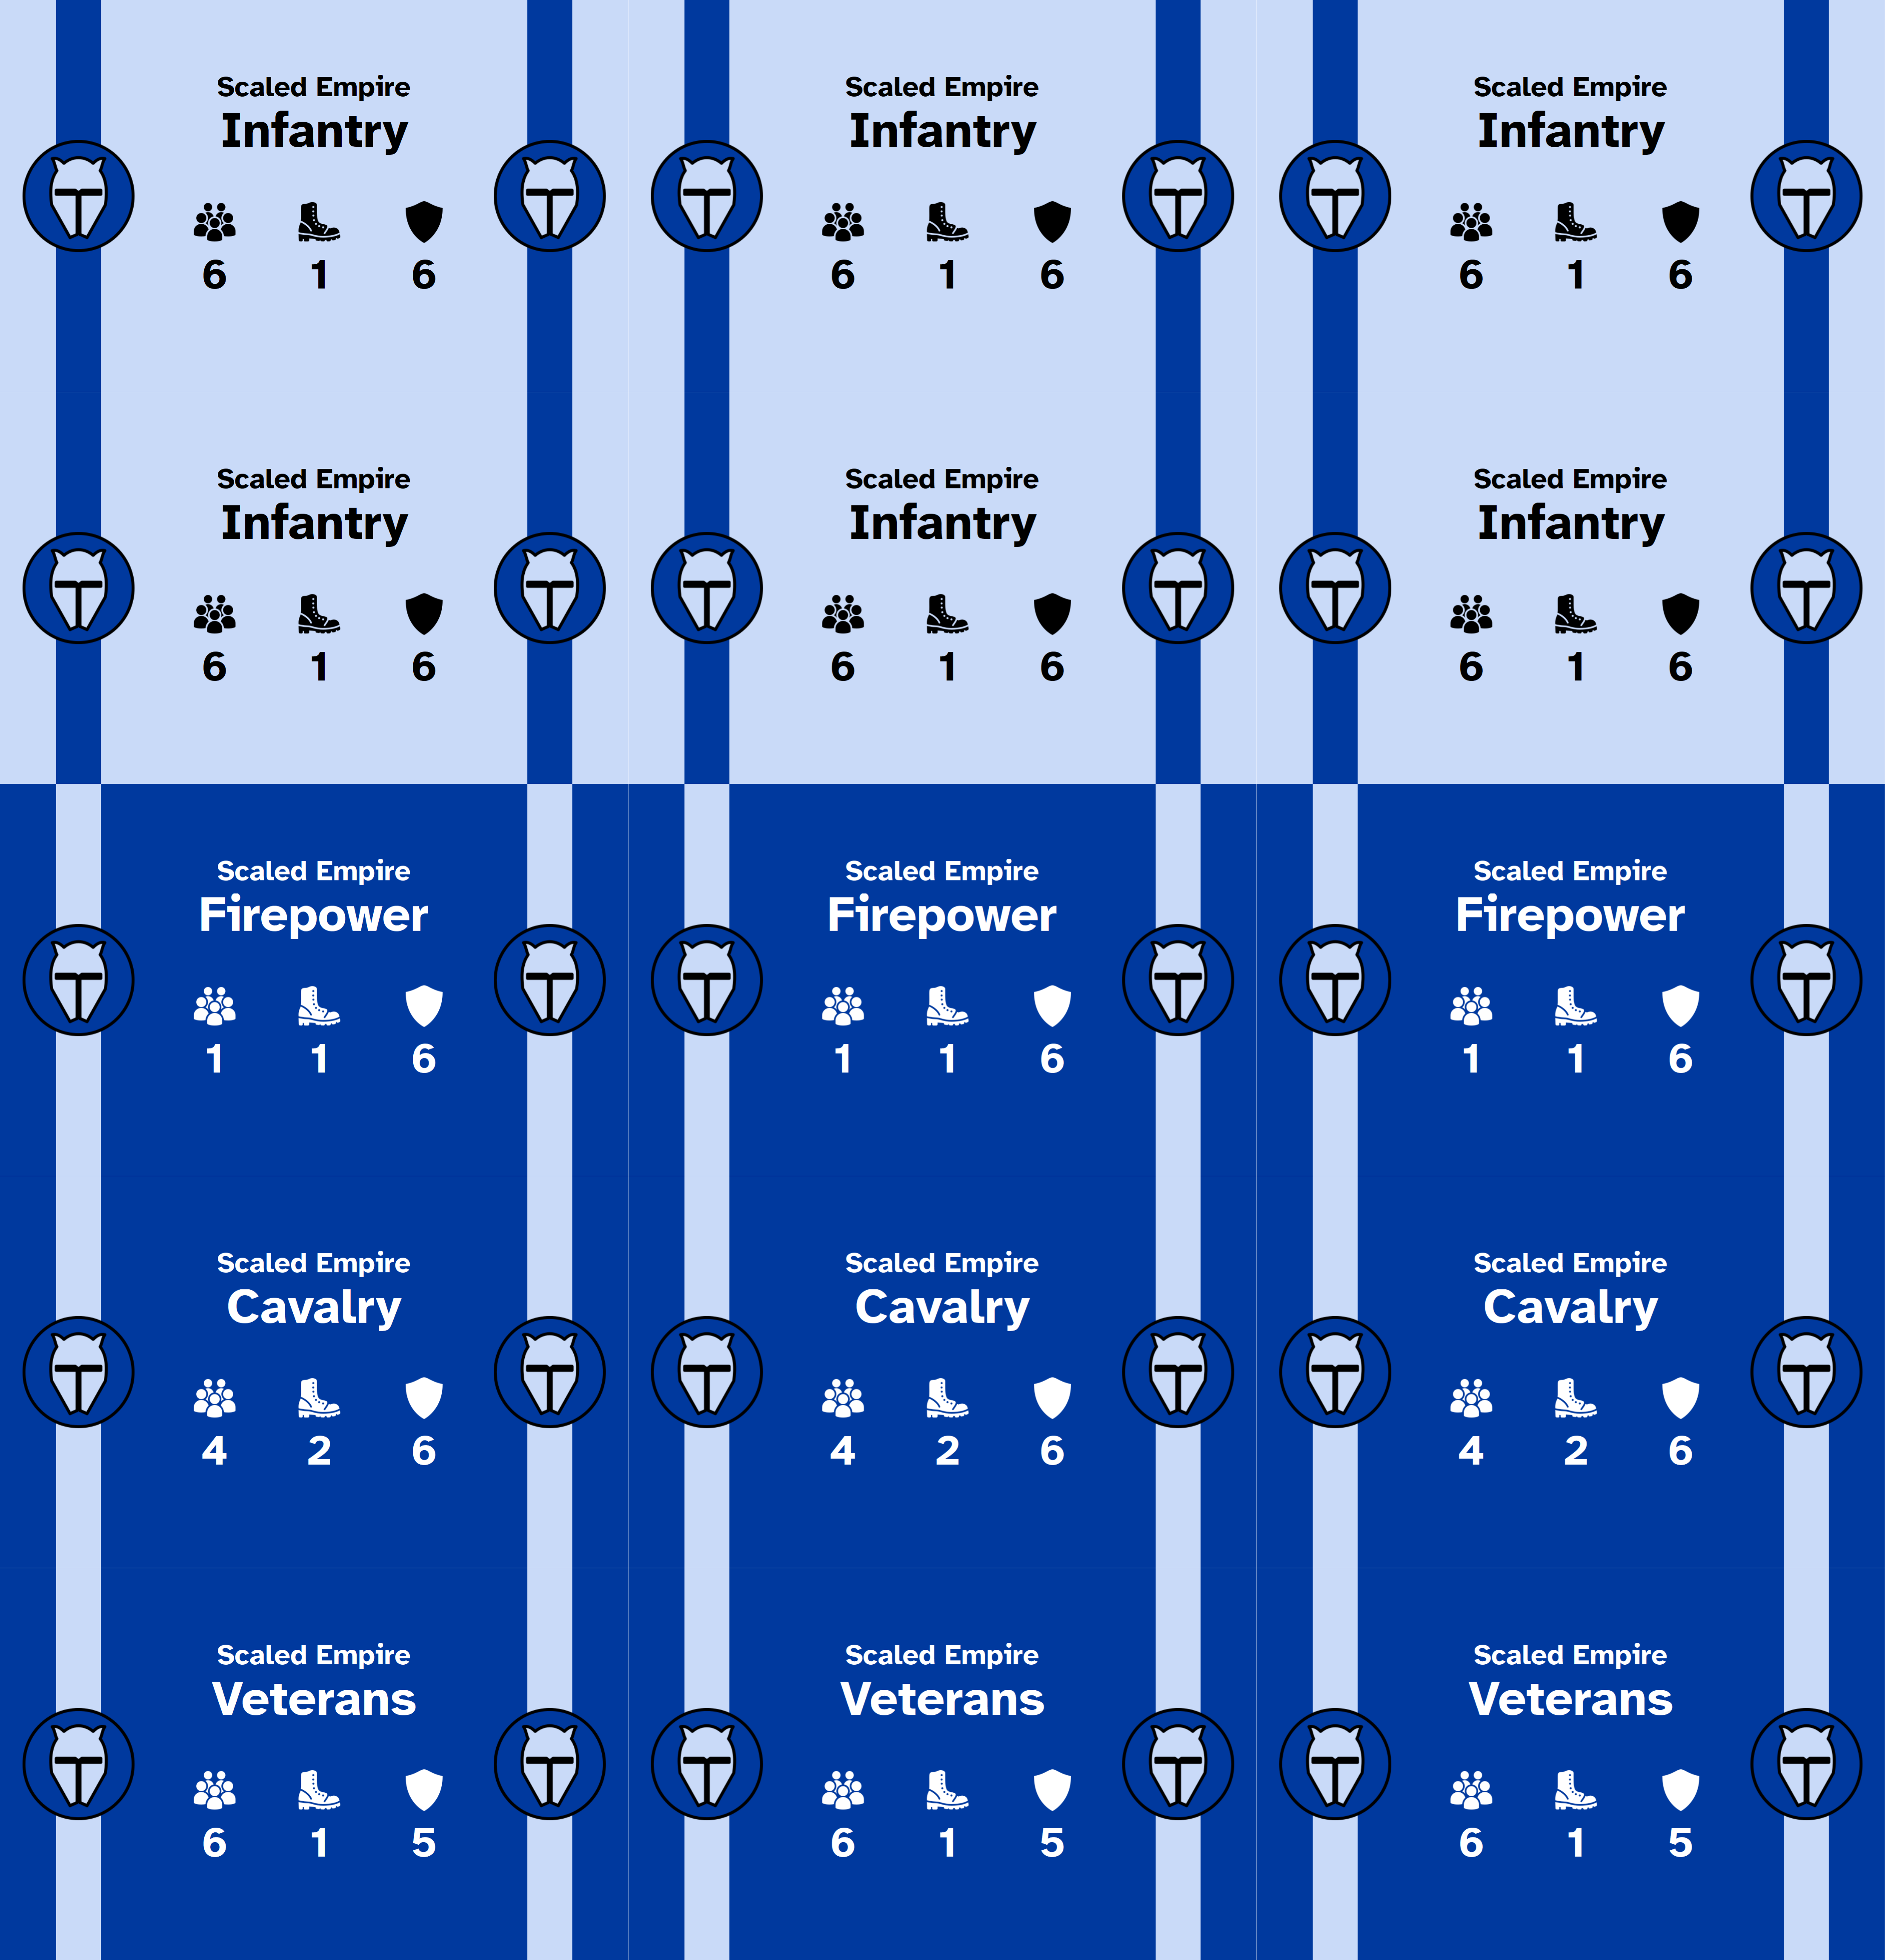 Scaled Empire
Infantry
6 1 6
Scaled Empire
Infantry
6 1 6
Scaled Empire
Infantry
6 1 6
Scaled Empire
Infantry
6 1 6
Scaled Empire
Infantry
6 1 6
Scaled Empire
Infantry
6 1 6
Scaled Empire
Firepower
1 1 6
Scaled Empire
Firepower
1 1 6
Scaled Empire
Firepower
1 1 6
Scaled Empire
Cavalry
4 2 6
Scaled Empire
Cavalry
4 2 6
Scaled Empire
Cavalry
4 2 6
Scaled Empire
Veterans
6 1 5
Scaled Empire
Veterans
6 1 5
Scaled Empire
Veterans
6 1 5